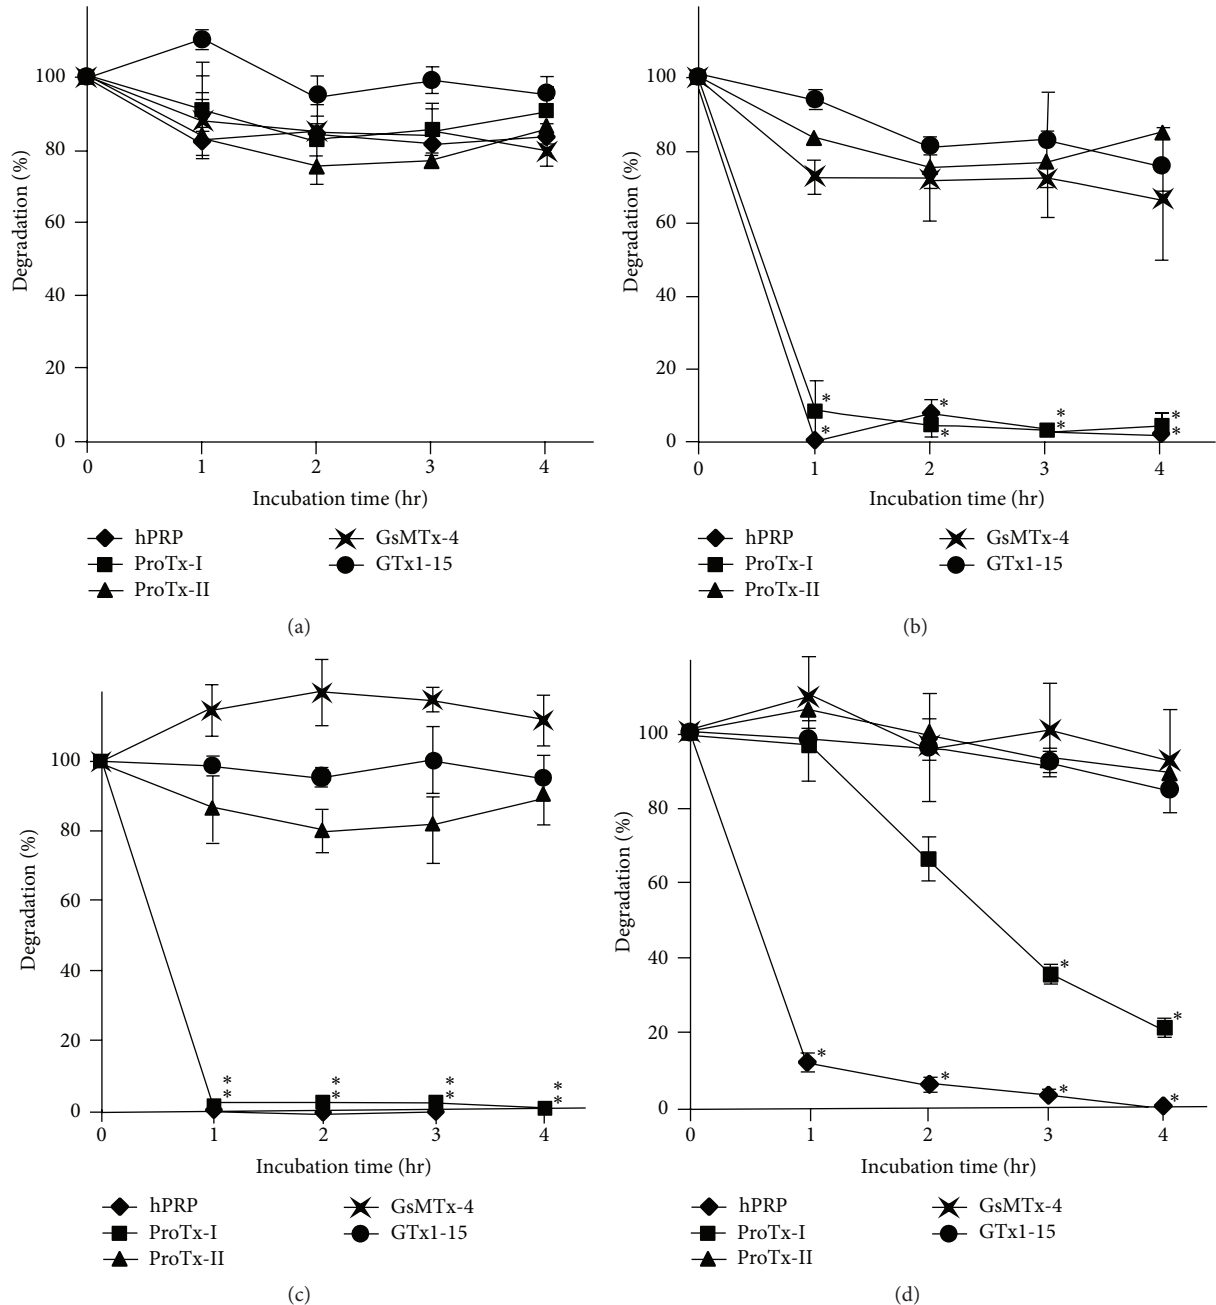 100
80
60
40
20
0
Degradation (%)
0 1 2 3 4
Incubation time (hr)
hPRP GsMTx-4
ProTx-I GTx1-15
ProTx-II
(a)
100
80
60
40
20
0
Degradation (%)
* * * *
* * * *
0 1 2 3 4
Incubation time (hr)
hPRP GsMTx-4
ProTx-I GTx1-15
ProTx-II
(b)
100
80
60
40
20
0
Degradation (%)
* * * *
* * * *
0 1 2 3 4
Incubation time (hr)
hPRP GsMTx-4
ProTx-I GTx1-15
ProTx-II
(c)
100
80
60
40
20
0
Degradation (%)
* *
* * * *
0 1 2 3 4
Incubation time (hr)
hPRP GsMTx-4
ProTx-I GTx1-15
ProTx-II
(d)